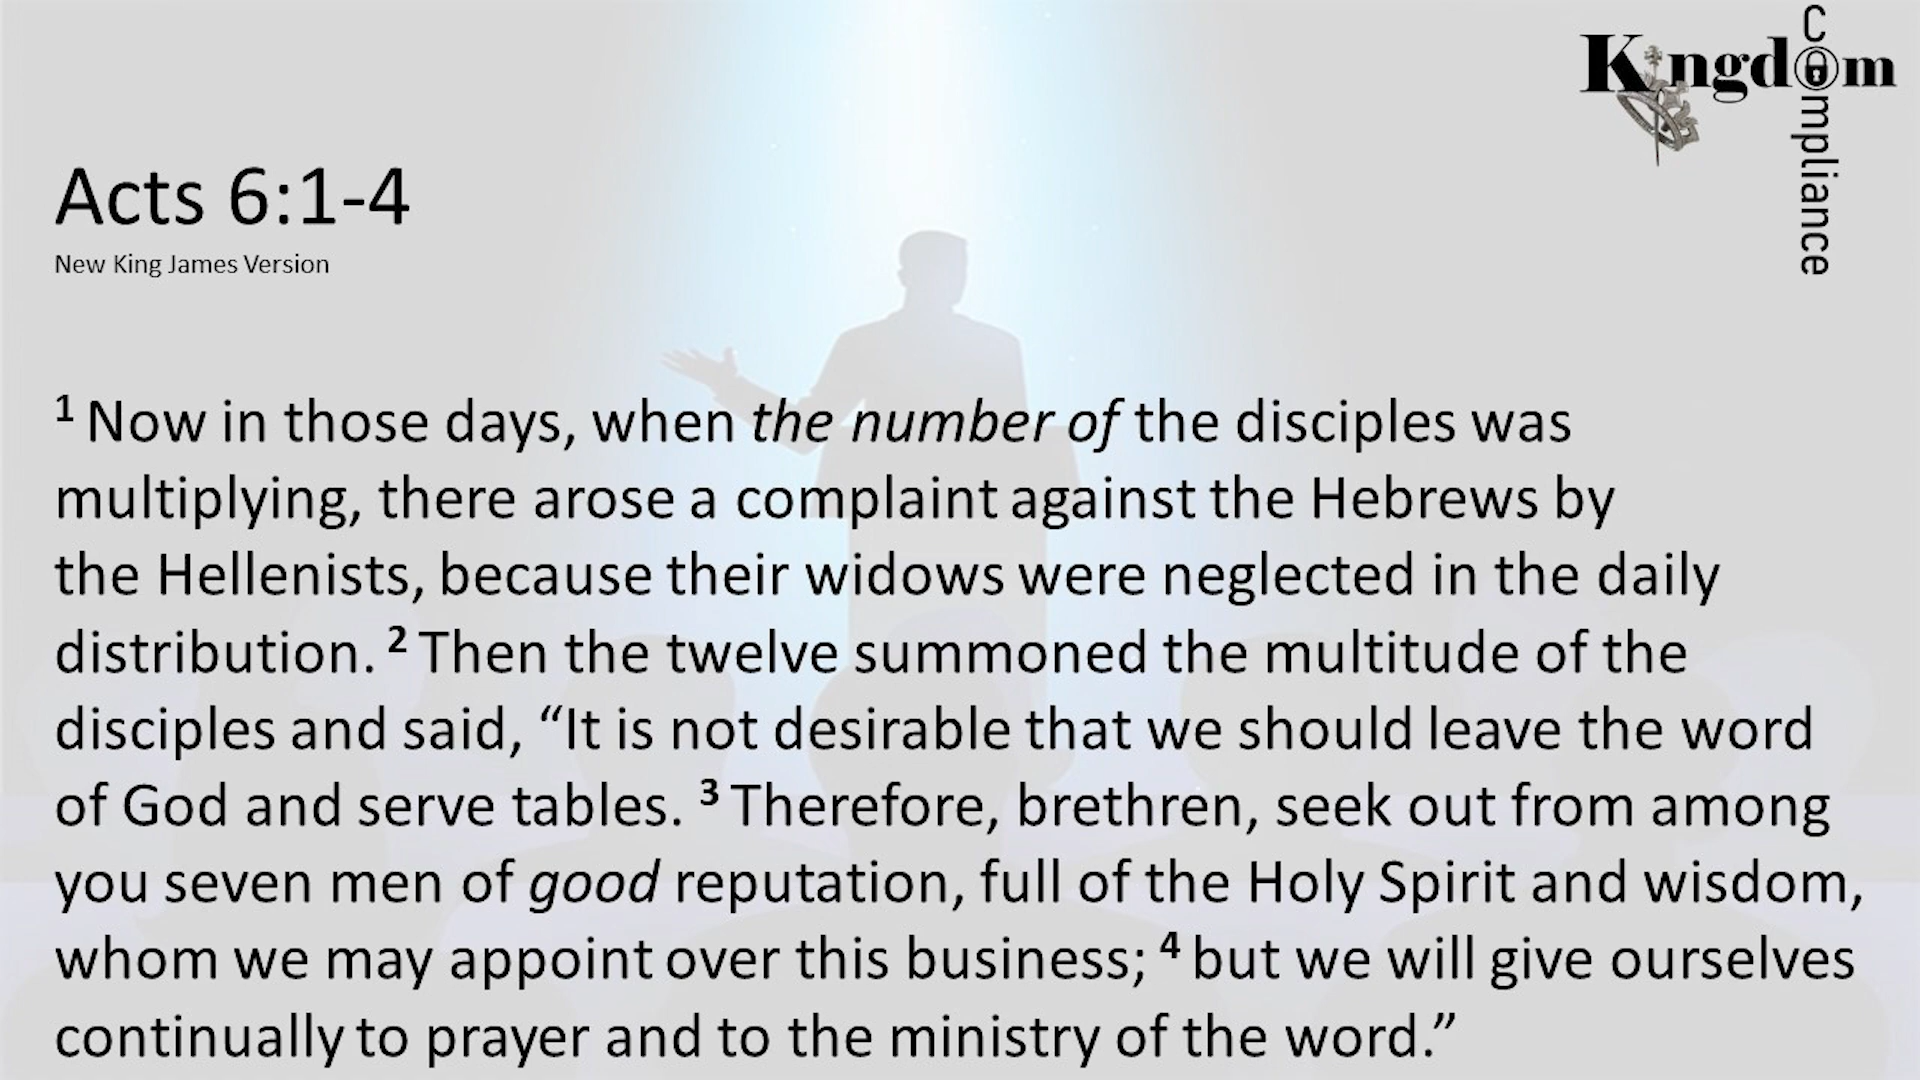 Kingdom
Compliance
Acts 6:1-4
New King James Version
1 Now in those days, when the number of the disciples was
multiplying, there arose a complaint against the Hebrews by
the Hellenists, because their widows were neglected in the daily
distribution. 2 Then the twelve summoned the multitude of the
disciples and said, “It is not desirable that we should leave the word
of God and serve tables. 3 Therefore, brethren, seek out from among
you seven men of good reputation, full of the Holy Spirit and wisdom,
whom we may appoint over this business; 4 but we will give ourselves
continually to prayer and to the ministry of the word.”